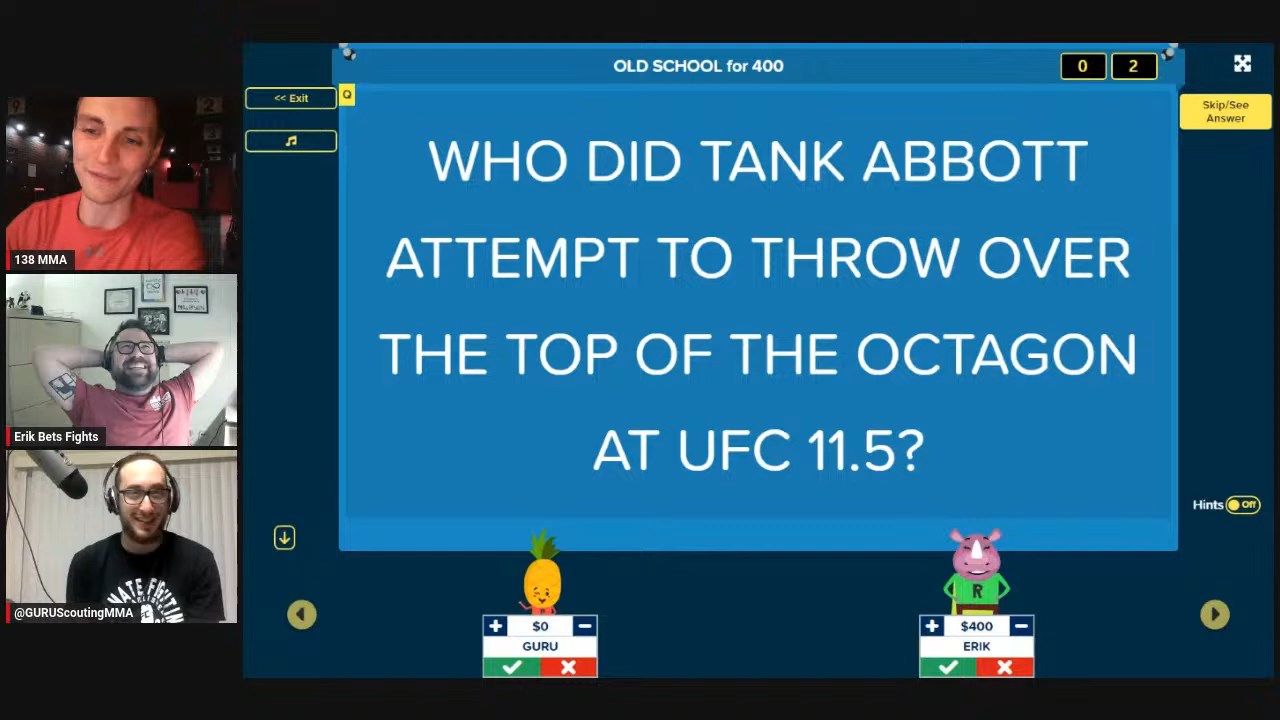 OLD SCHOOL for 400
0 2
<< Exit
Q
Skip/See
Answer
WHO DID TANK ABBOTT
ATTEMPT TO THROW OVER
THE TOP OF THE OCTAGON
AT UFC 11.5?
138 MMA
Erik Bets Fights
@GURUScoutingMMA
Hints Off
R
$0
GURU
$400
ERIK